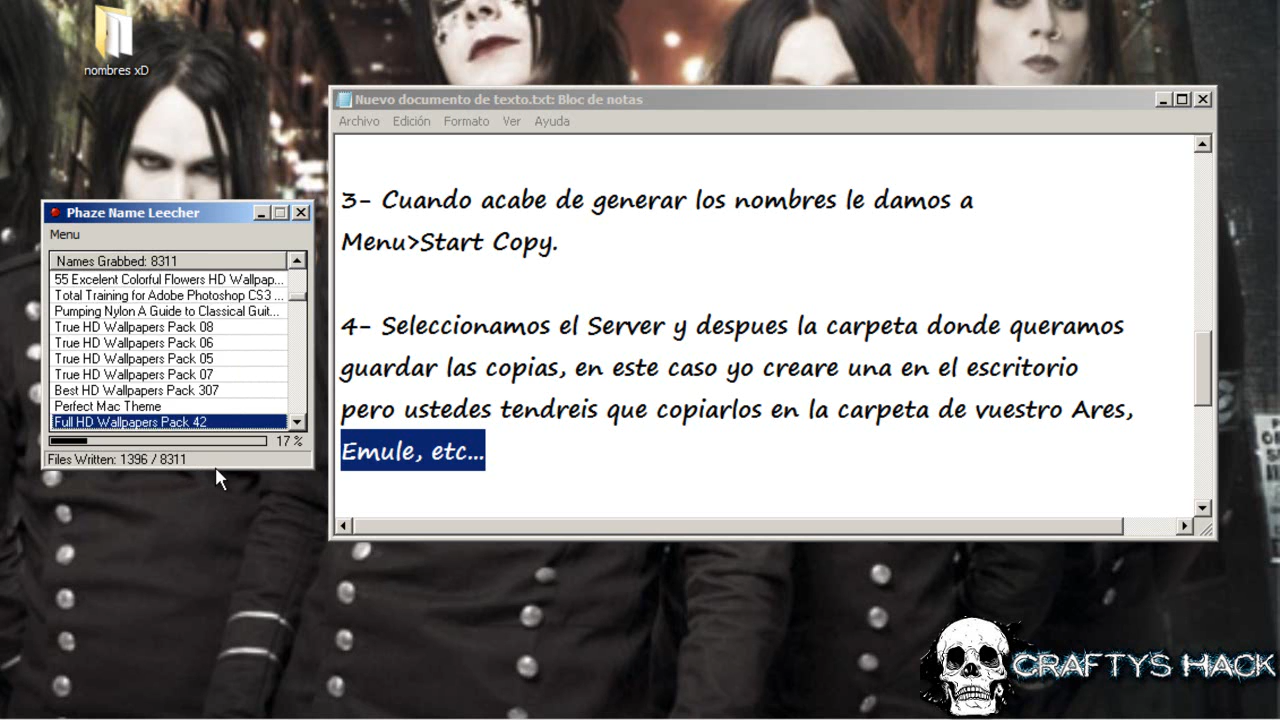 nombres xD
Nuevo documento de texto.txt: Bloc de notas
Archivo Edición Formato Ver Ayuda
3- Cuando acabe de generar los nombres le damos a
Menu>Start Copy.
4- Seleccionamos el Server y despues la carpeta donde queramos
guardar las copias, en este caso yo creare una en el escritorio
pero ustedes tendreis que copiarlos en la carpeta de vuestro Ares,
Emule, etc...
Phaze Name Leecher
Menu
Names Grabbed: 8311
55 Excelent Colorful Flowers HD Wallpap...
Total Training for Adobe Photoshop CS3 ...
Pumping Nylon A Guide to Classical Guit...
True HD Wallpapers Pack 08
True HD Wallpapers Pack 06
True HD Wallpapers Pack 05
True HD Wallpapers Pack 07
Best HD Wallpapers Pack 307
Perfect Mac Theme
Full HD Wallpapers Pack 42
17 %
Files Written: 1396 / 8311
CRAFTYS HACK